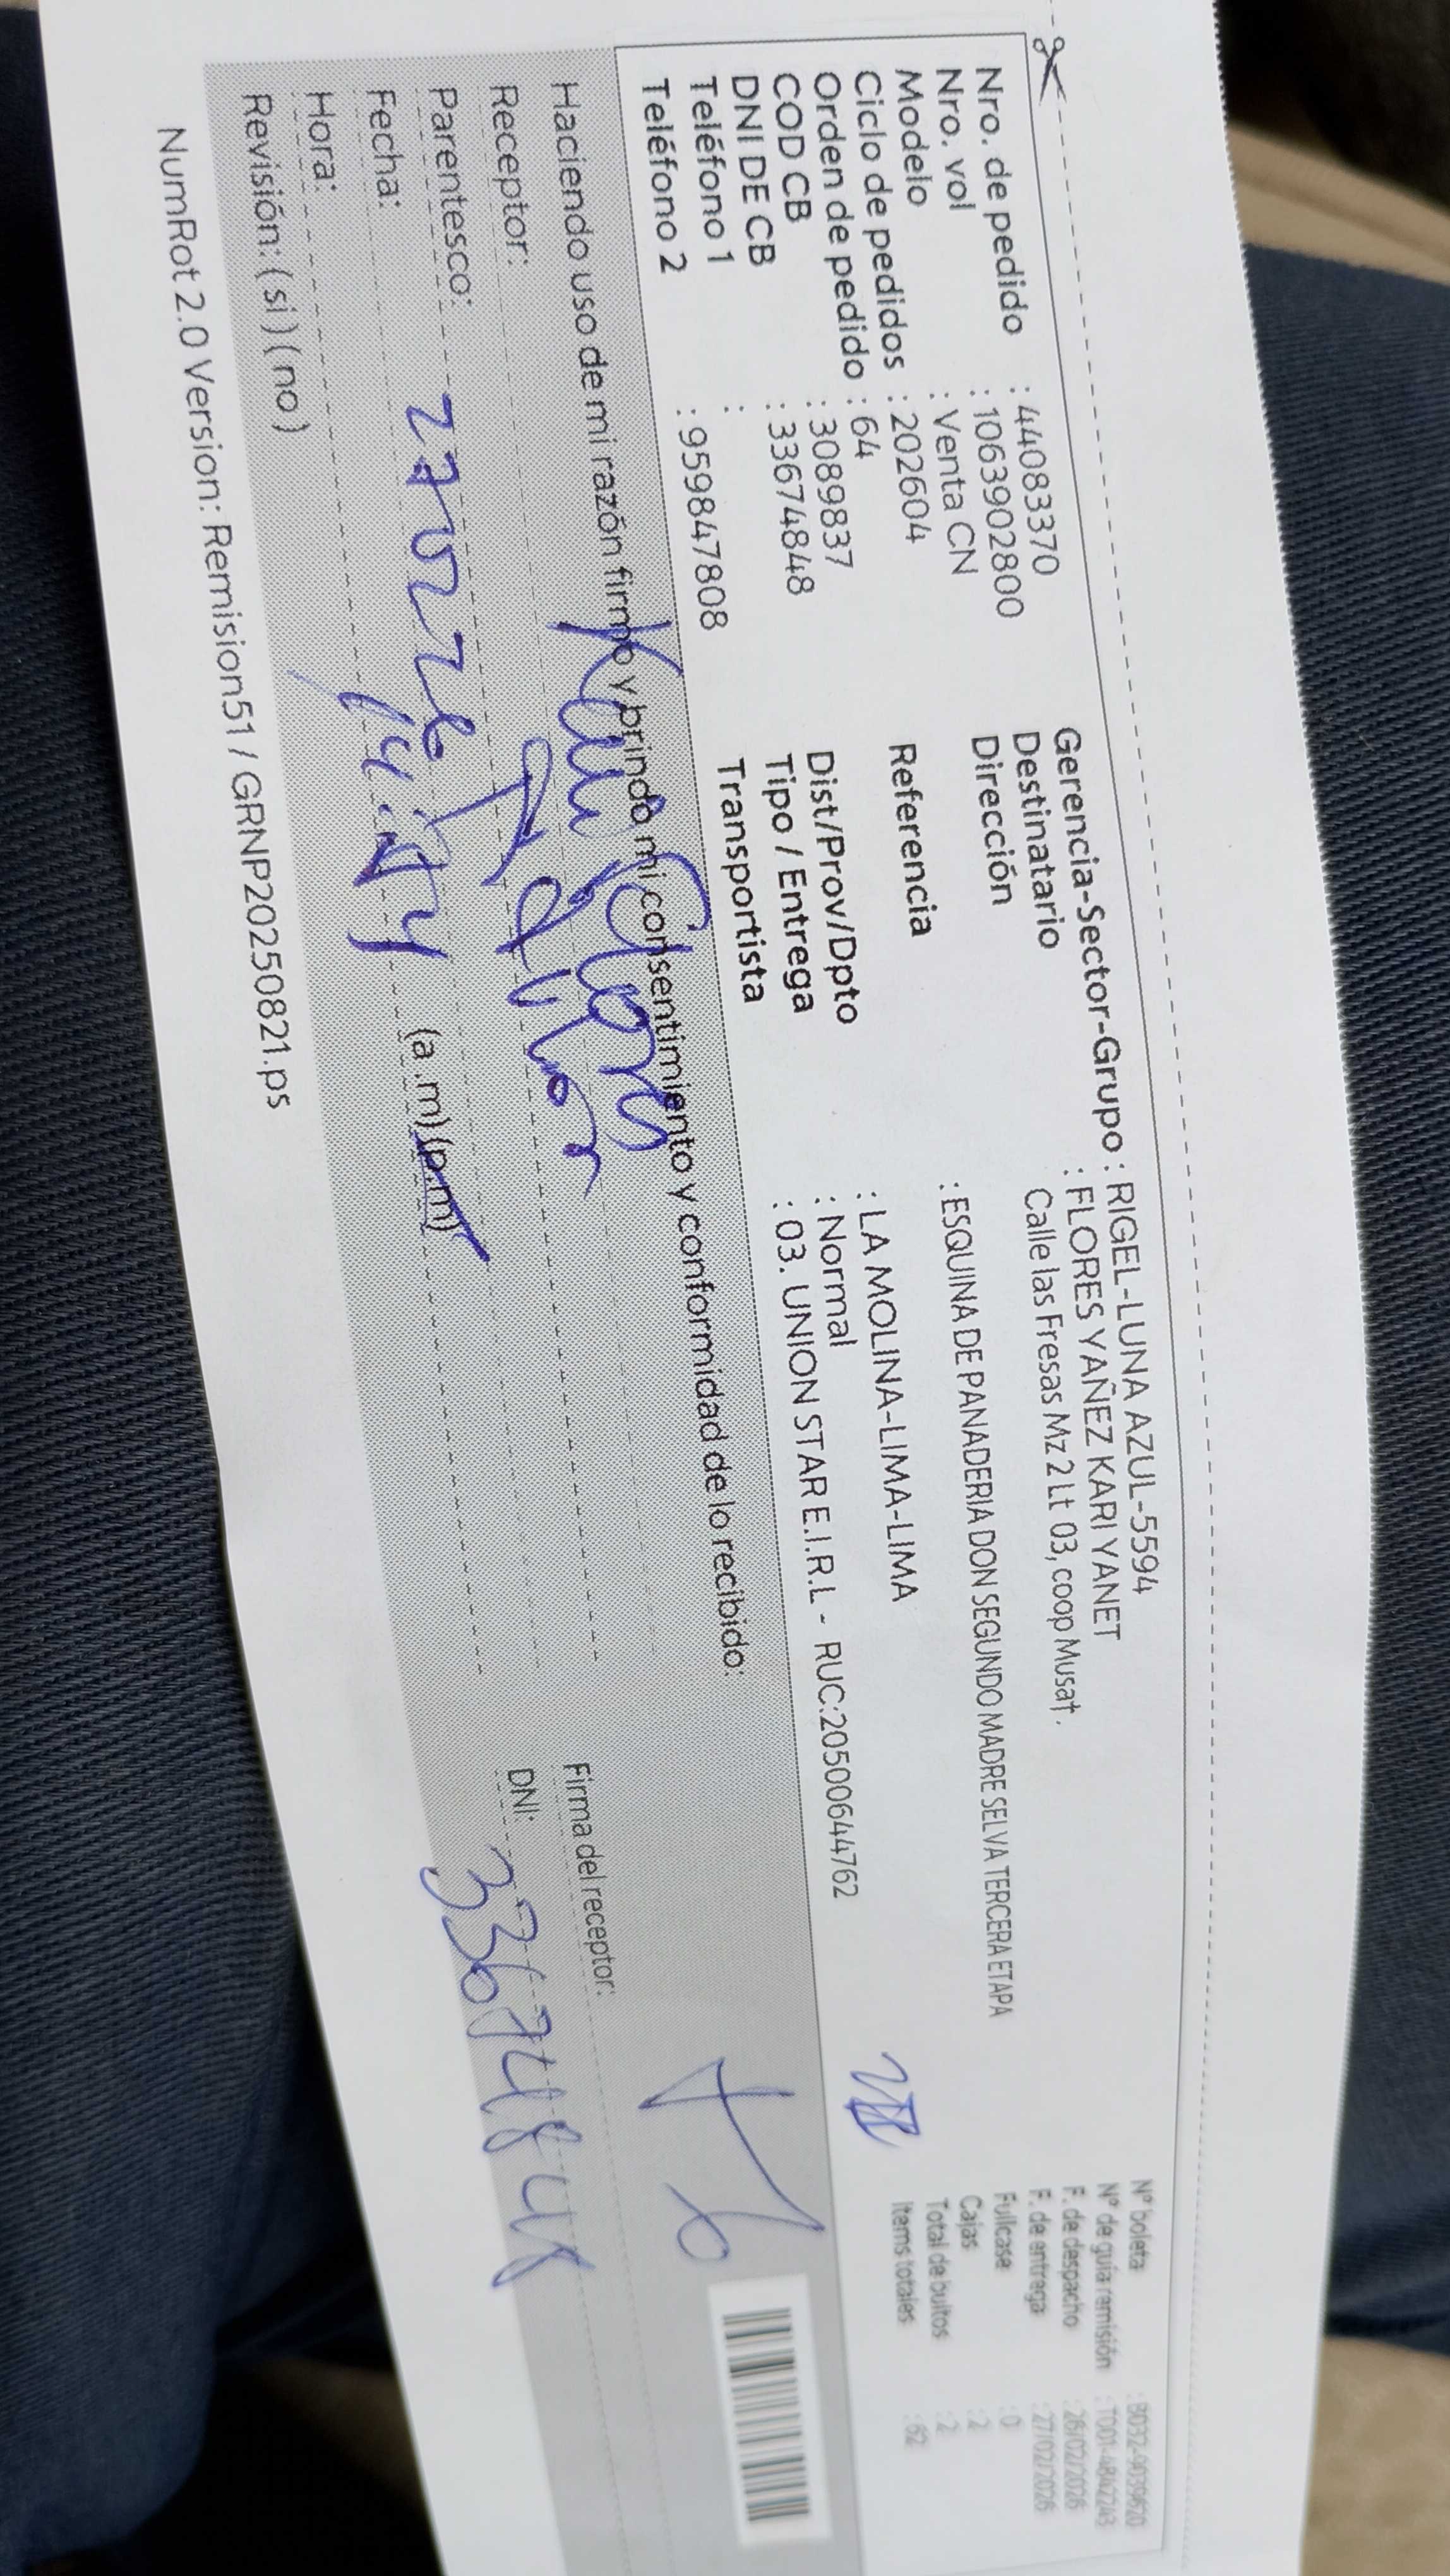 Nro. de pedido : 44083370
Nro. vol : 1063902800
Modelo : Venta CN
Ciclo de pedidos : 202604
Orden de pedido : 64
COD CB : 3089837
DNI DE CB : 33674848
Teléfono 1 :
Teléfono 2 : 959847808
Gerencia-Sector-Grupo : RIGEL-LUNA AZUL-5594
Destinatario : FLORES YAÑEZ KARI YANET
Dirección Calle las Fresas Mz 2 Lt 03, coop Musat.
Referencia : ESQUINA DE PANADERIA DON SEGUNDO MADRE SELVA TERCERA ETAPA
Dist/Prov/Dpto : LA MOLINA-LIMA-LIMA
Tipo / Entrega : Normal
Transportista : 03. UNION STAR E.I.R.L - RUC:20500644762
Nº boleta
Nº de guía remisión
F. de despacho : 26/02/2026
F. de entrega : 27/02/2026
Fullcase : 0
Cajas : 2
Total de bultos : 2
Items totales : 62
Haciendo uso de mi razón firmo y brindo mi consentimiento y conformidad de lo recibido:
Receptor:
Parentesco:
Fecha:
Hora: (a.m) (p.m)
Revisión: ( si ) ( no )
Firma del receptor:
DNI: 33674848
NumRot 2.0 Version: Remision51 / GRNP20250821.ps